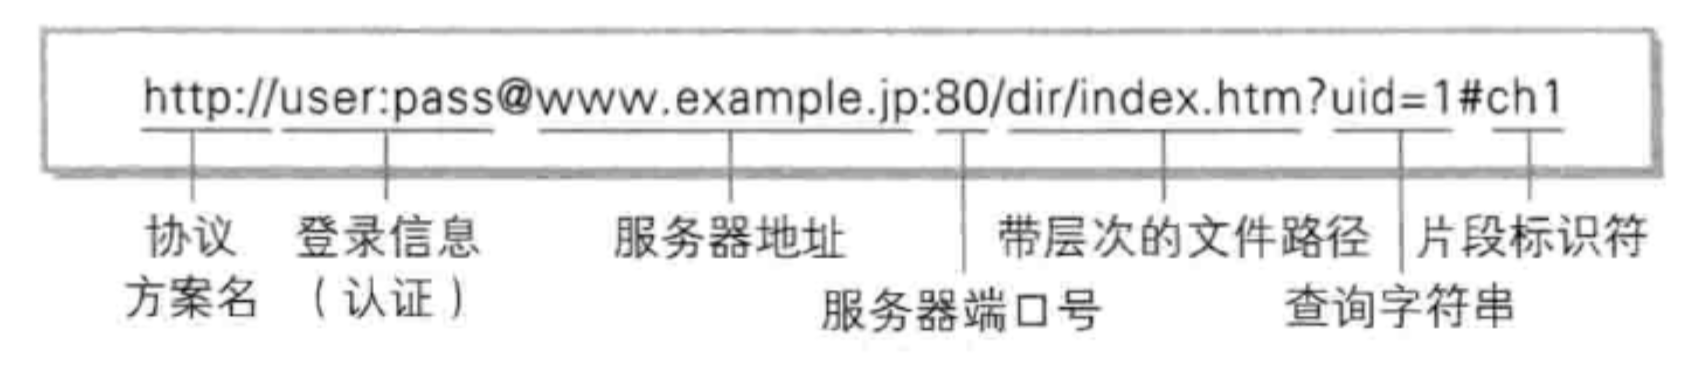 http://user:pass@www.example.jp:80/dir/index.htm?uid=1#ch1
协议
方案名
登录信息
（认证）
服务器地址
服务器端口号
带层次的文件路径
查询字符串
片段标识符